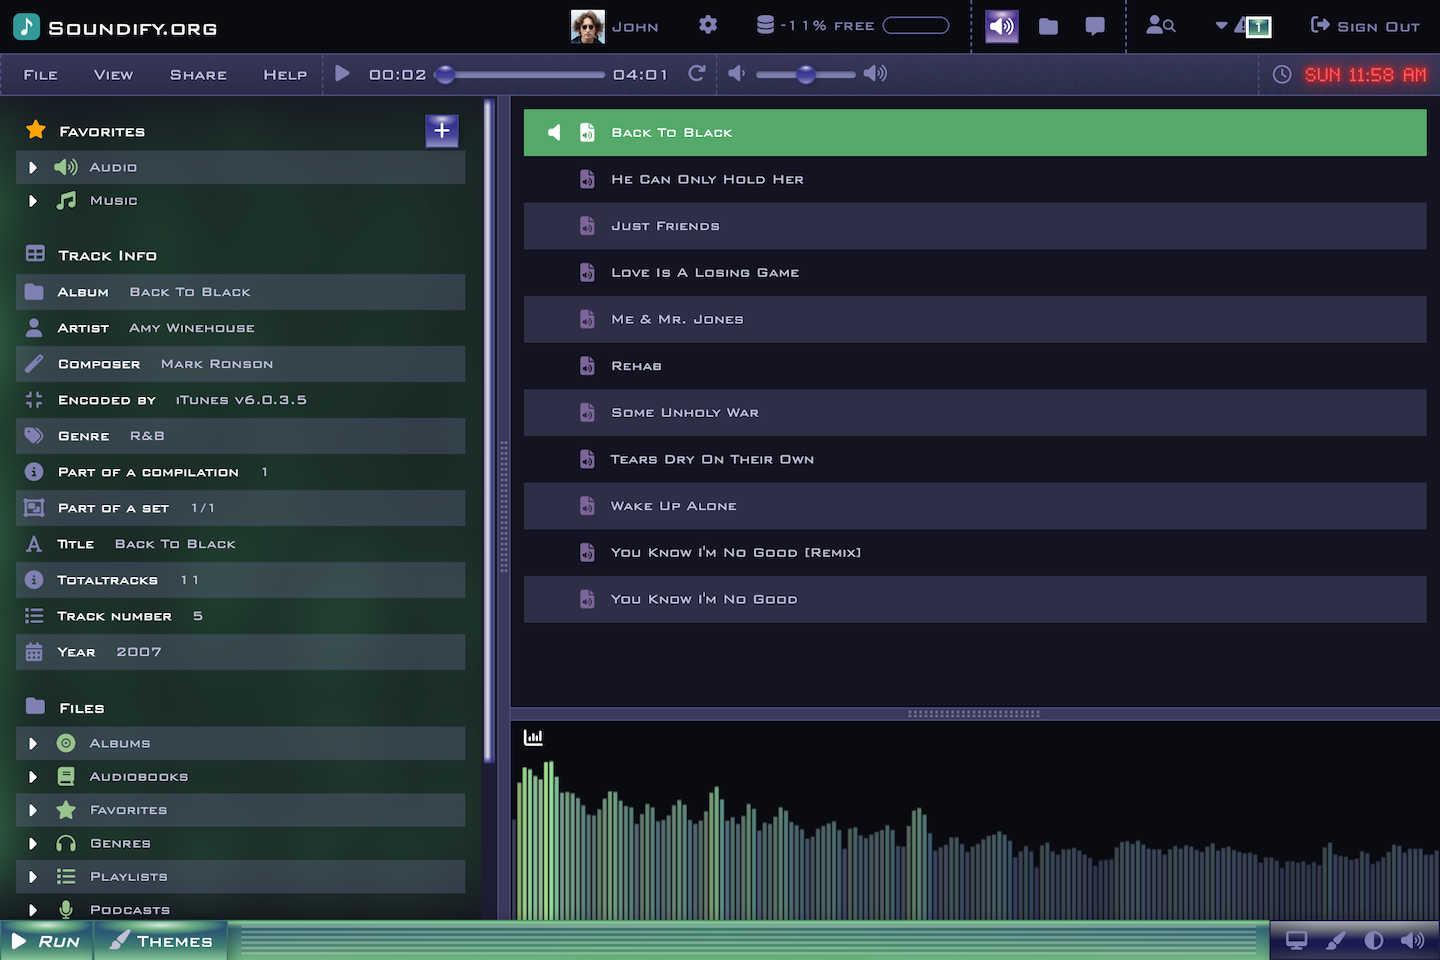 Soundify.org
John
-11% free
1
Sign Out
File View Share Help
00:02
04:01
SUN 11:58 AM
Favorites
Audio
Music
Track Info
Album Back To Black
Artist Amy Winehouse
Composer Mark Ronson
Encoded by iTunes v6.0.3.5
Genre R&B
Part of a compilation 1
Part of a set 1/1
Title Back To Black
Totaltracks 11
Track number 5
Year 2007
Files
Albums
Audiobooks
Favorites
Genres
Playlists
Podcasts
Back To Black
He Can Only Hold Her
Just Friends
Love Is A Losing Game
Me & Mr. Jones
Rehab
Some Unholy War
Tears Dry On Their Own
Wake Up Alone
You Know I'm No Good [Remix]
You Know I'm No Good
Run
Themes